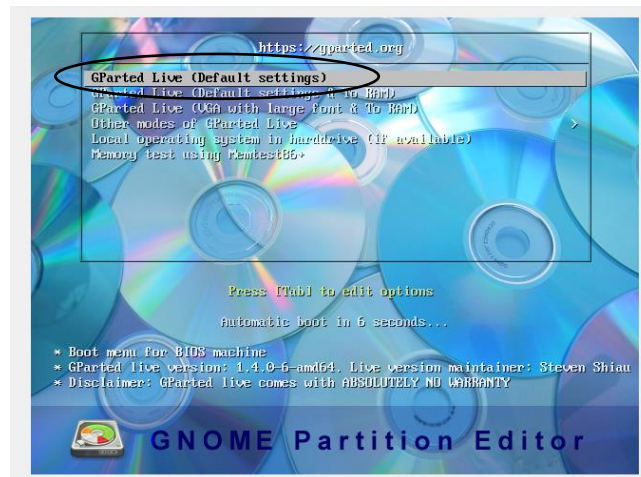 https://gparted.org
GParted Live (Default settings)
GParted Live (Default settings & To RAM)
GParted Live (VGA with large font & To RAM)
Other modes of GParted Live >
Local operating system in harddrive (if available)
Memory test using Memtest86+
Press [Tab] to edit options
Automatic boot in 6 seconds...
* Boot menu for BIOS machine
* GParted live version: 1.4.0-6-amd64. Live version maintainer: Steven Shiau
* Disclaimer: GParted live comes with ABSOLUTELY NO WARRANTY
GNOME Partition Editor